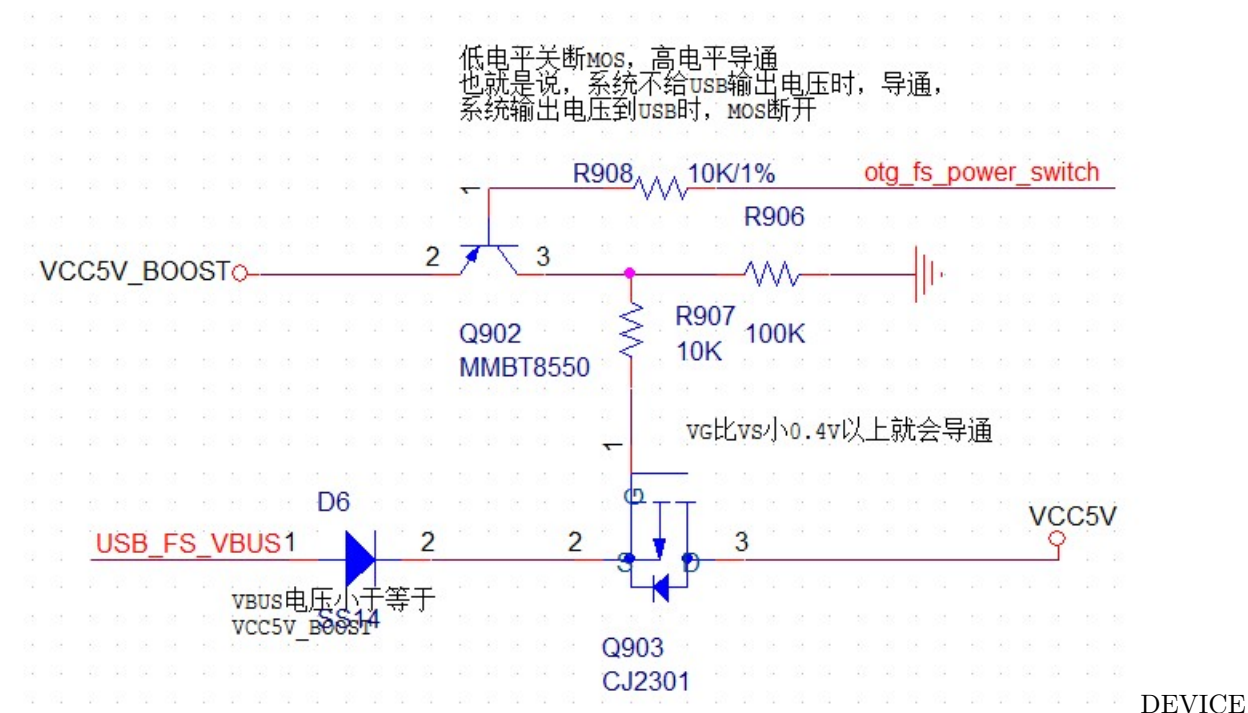 低电平关断MOS，高电平导通
也就是说，系统不给USB输出电压时，导通，
系统输出电压到USB时，MOS断开
R908 10K/1% otg_fs_power_switch
1
R906
VCC5V_BOOST 2 3
R907 100K
10K
Q902
MMBT8550
VG比VS小0.4V以上就会导通
1
G
D6
USB_FS_VBUS 1 2 2 S D 3 VCC5V
VBUS电压小于等于
VCC5V_BOOST
SS14
Q903
CJ2301
DEVICE